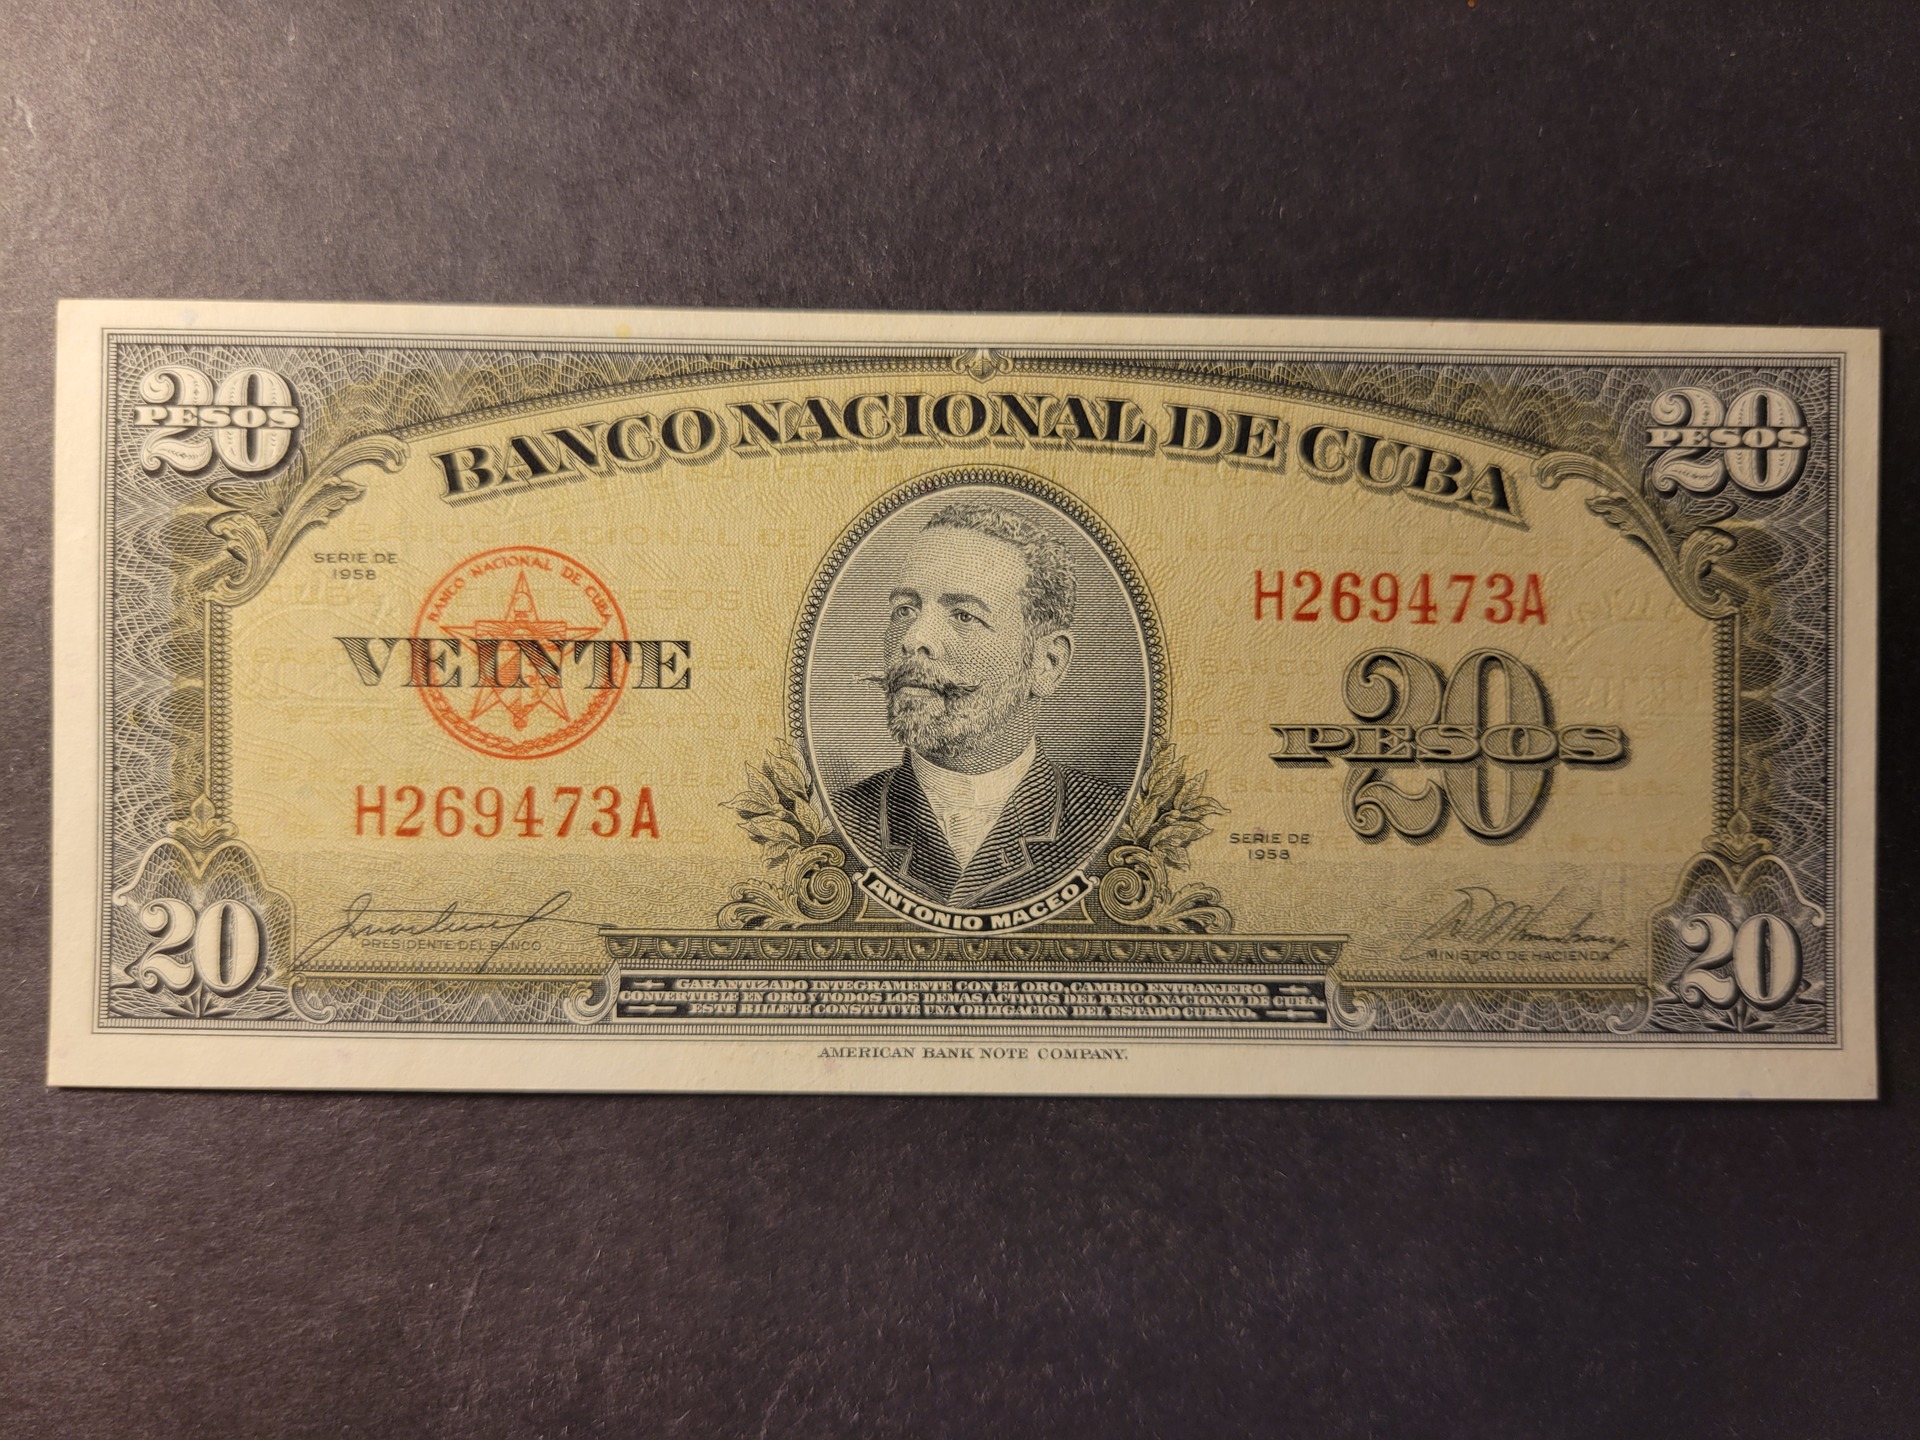 20
PESOS
BANCO NACIONAL DE CUBA
20
PESOS
SERIE DE
1958
BANCO NACIONAL DE CUBA
VEINTE
H269473A
H269473A
20
PESOS
SERIE DE
1958
ANTONIO MACEO
20
PRESIDENTE DEL BANCO
MINISTRO DE HACIENDA
20
GARANTIZADO INTEGRAMENTE CON EL ORO, CAMBIO EXTRANJERO
CONVERTIBLE EN ORO Y TODOS LOS DEMAS ACTIVOS DEL BANCO NACIONAL DE CUBA.
ESTE BILLETE CONSTITUYE UNA OBLIGACION DEL ESTADO CUBANO.
AMERICAN BANK NOTE COMPANY.